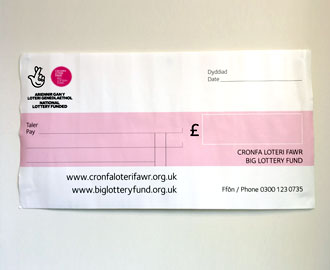 ARIENNIR GAN Y
LOTERI GENEDLAETHOL
NATIONAL
LOTTERY FUNDED
Dyddiad
Date
Taler
Pay
£
CRONFA LOTERI FAWR
BIG LOTTERY FUND
www.cronfaloterifawr.org.uk
www.biglotteryfund.org.uk
Ffôn / Phone 0300 123 0735